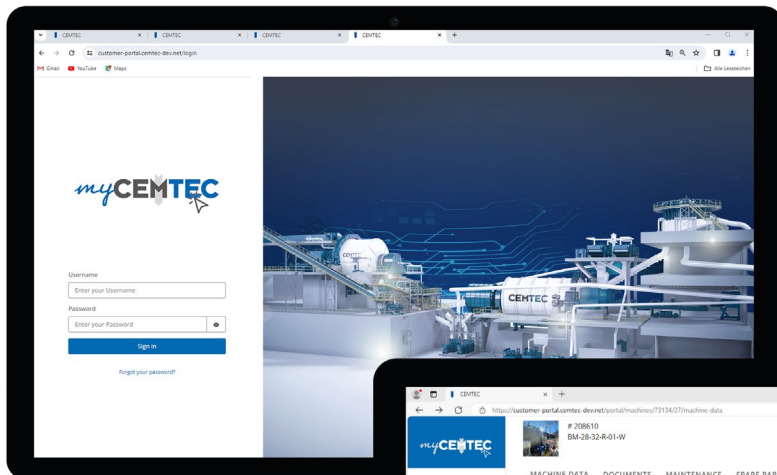 CEMTEC
CEMTEC
CEMTEC
CEMTEC
customer-portal.cemtec-dev.net/login
Gmail
YouTube
Maps
Alle Lesezeichen
myCEMTEC
Username
Enter your Username
Password
Enter your Password
Sign in
Forgot your password?
CEMTEC
CEMTEC
CEMTEC
https://customer-portal.cemtec-dev.net/portal/machines/73134/27/machine-data
myCEMTEC
# 208610
BM-28-32-R-01-W
MACHINE DATA DOCUMENTS MAINTENANCE SPARE PAR